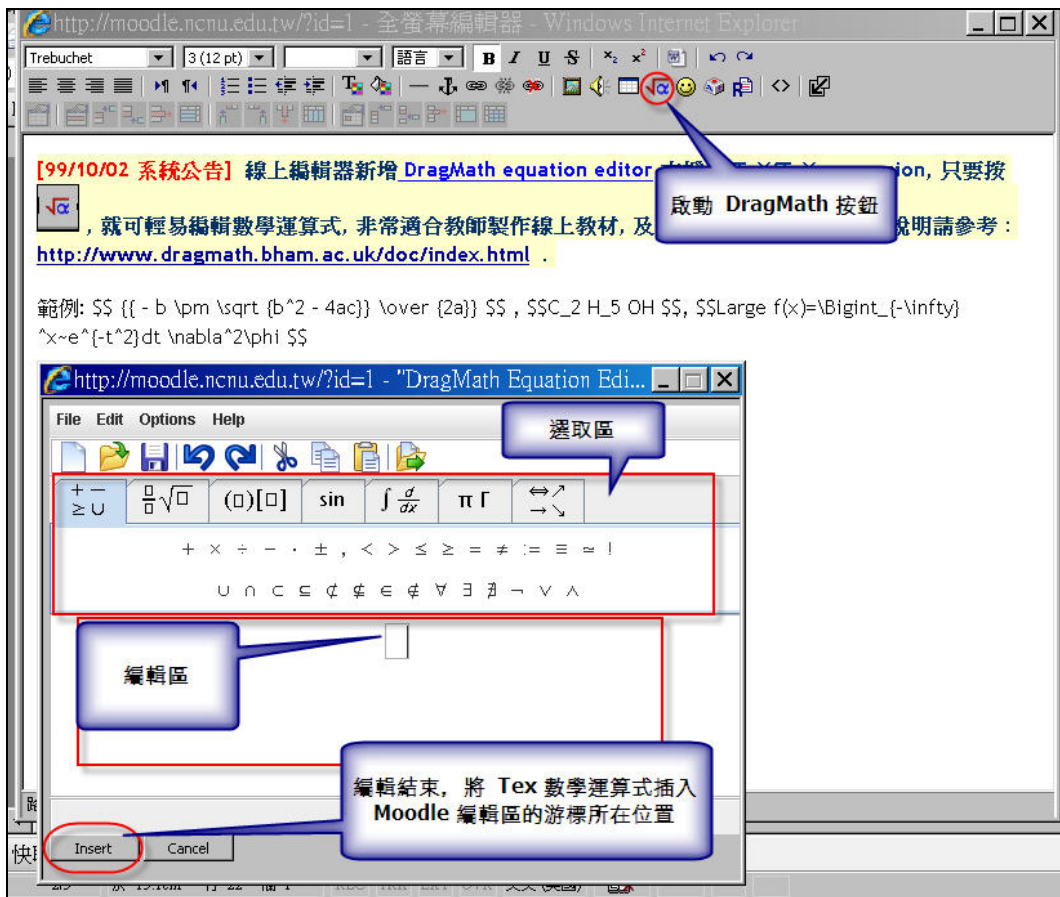 http://moodle.ncnu.edu.tw/?id=1 - 全螢幕編輯器 - Windows Internet Explorer
Trebuchet 3 (12 pt) 語言 B I U S x₂ x²
[99/10/02 系統公告] 線上編輯器新增 DragMath equation editor on, 只要按
√α , 就可輕易編輯數學運算式, 非常適合教師製作線上教材, 及 說明請參考 :
http://www.dragmath.bham.ac.uk/doc/index.html .
啟動 DragMath 按鈕
範例: $$ {{ - b \pm \sqrt {b^2 - 4ac}} \over {2a}} $$ , $$C_2 H_5 OH $$, $$Large f(x)=\Bigint_{-\infty}
^x~e^{-t^2}dt \nabla^2\phi $$
http://moodle.ncnu.edu.tw/?id=1 - "DragMath Equation Edi...
File Edit Options Help
選取區
+ − ≥ ∪ □/□ √□ (□)[□] sin ∫ d/dx π Γ ⇔ ↗ → ↘
+ × ÷ − · ± , < > ≤ ≥ = ≠ := ≡ ≃ !
∪ ∩ ⊂ ⊆ ⊄ ⊈ ∈ ∉ ∀ ∃ ∄ ¬ ∨ ∧
編輯區
編輯結束, 將 Tex 數學運算式插入
Moodle 編輯區的游標所在位置
Insert Cancel